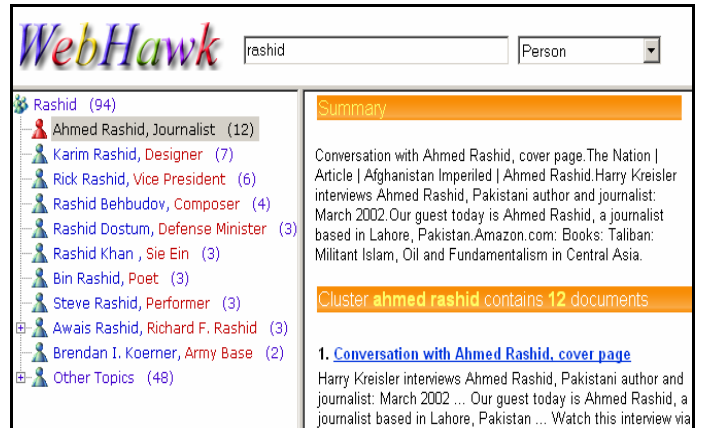 WebHawk
rashid
Person
Rashid (94)
Ahmed Rashid, Journalist (12)
Karim Rashid, Designer (7)
Rick Rashid, Vice President (6)
Rashid Behbudov, Composer (4)
Rashid Dostum, Defense Minister (3)
Rashid Khan , Sie Ein (3)
Bin Rashid, Poet (3)
Steve Rashid, Performer (3)
Awais Rashid, Richard F. Rashid (3)
Brendan I. Koerner, Army Base (2)
Other Topics (48)
Summary
Conversation with Ahmed Rashid, cover page.The Nation |
Article | Afghanistan Imperiled | Ahmed Rashid.Harry Kreisler
interviews Ahmed Rashid, Pakistani author and journalist:
March 2002.Our guest today is Ahmed Rashid, a journalist
based in Lahore, Pakistan.Amazon.com: Books: Taliban:
Militant Islam, Oil and Fundamentalism in Central Asia.
Cluster ahmed rashid contains 12 documents
1. Conversation with Ahmed Rashid, cover page
Harry Kreisler interviews Ahmed Rashid, Pakistani author and
journalist: March 2002 ... Our guest today is Ahmed Rashid, a
journalist based in Lahore, Pakistan ... Watch this interview via